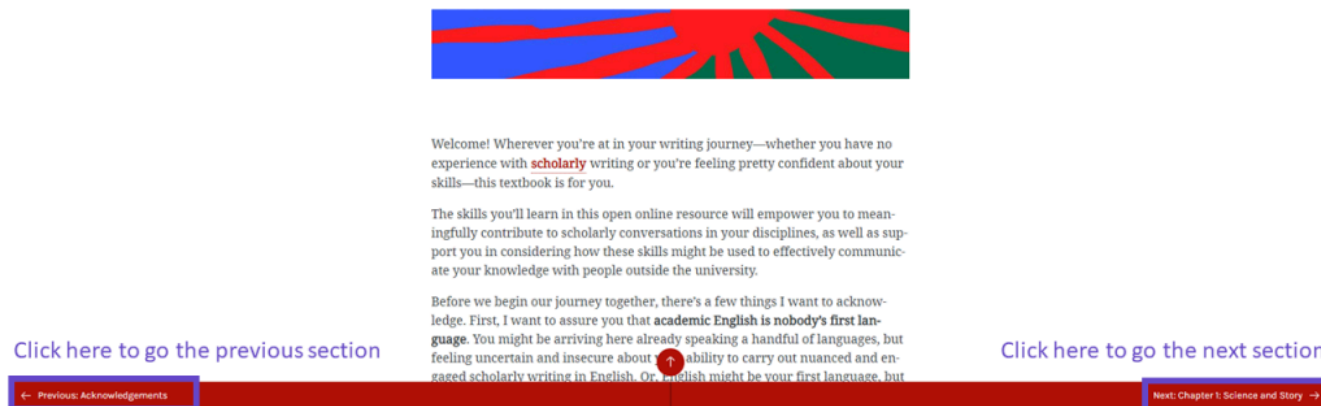 Welcome! Wherever you're at in your writing journey—whether you have no
experience with scholarly writing or you're feeling pretty confident about your
skills—this textbook is for you.
The skills you'll learn in this open online resource will empower you to mean-
ingfully contribute to scholarly conversations in your disciplines, as well as sup-
port you in considering how these skills might be used to effectively communic-
ate your knowledge with people outside the university.
Before we begin our journey together, there's a few things I want to acknow-
ledge. First, I want to assure you that academic English is nobody's first lan-
guage. You might be arriving here already speaking a handful of languages, but
feeling uncertain and insecure about ability to carry out nuanced and en-
gaged scholarly writing in English. Or, English might be your first language, but
Click here to go the previous section
Click here to go the next section
← Previous: Acknowledgements
Next: Chapter 1: Science and Story →